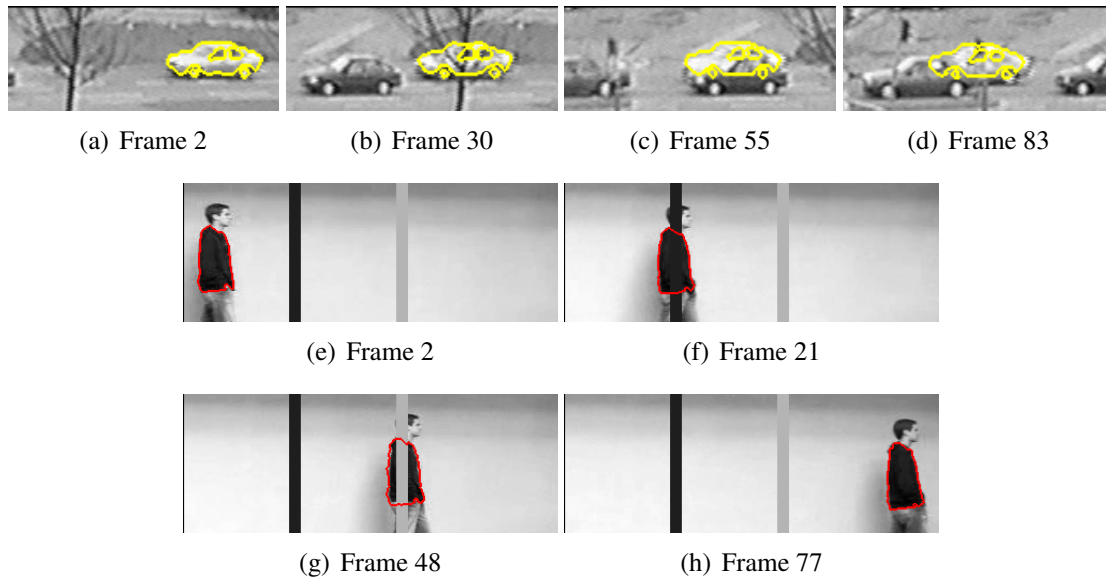 (a) Frame 2
(b) Frame 30
(c) Frame 55
(d) Frame 83
(e) Frame 2
(f) Frame 21
(g) Frame 48
(h) Frame 77